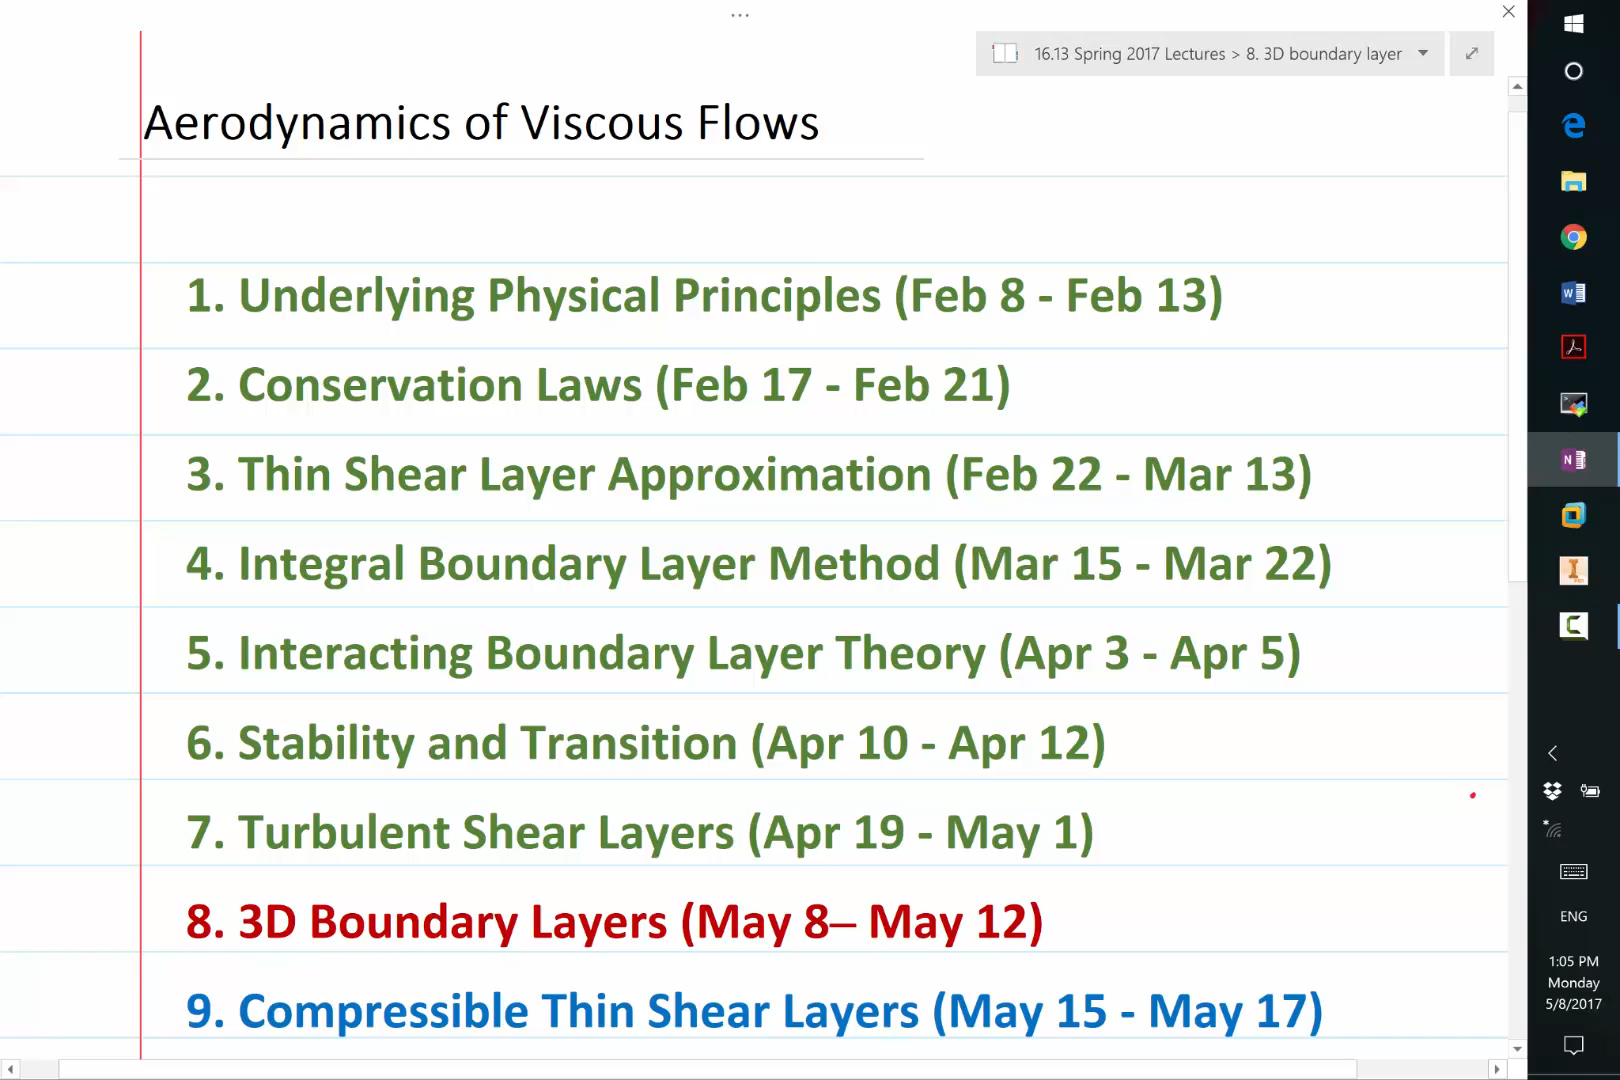 16.13 Spring 2017 Lectures > 8. 3D boundary layer
Aerodynamics of Viscous Flows
1. Underlying Physical Principles (Feb 8 - Feb 13)
2. Conservation Laws (Feb 17 - Feb 21)
3. Thin Shear Layer Approximation (Feb 22 - Mar 13)
4. Integral Boundary Layer Method (Mar 15 - Mar 22)
5. Interacting Boundary Layer Theory (Apr 3 - Apr 5)
6. Stability and Transition (Apr 10 - Apr 12)
7. Turbulent Shear Layers (Apr 19 - May 1)
8. 3D Boundary Layers (May 8– May 12)
9. Compressible Thin Shear Layers (May 15 - May 17)
ENG
1:05 PM
Monday
5/8/2017